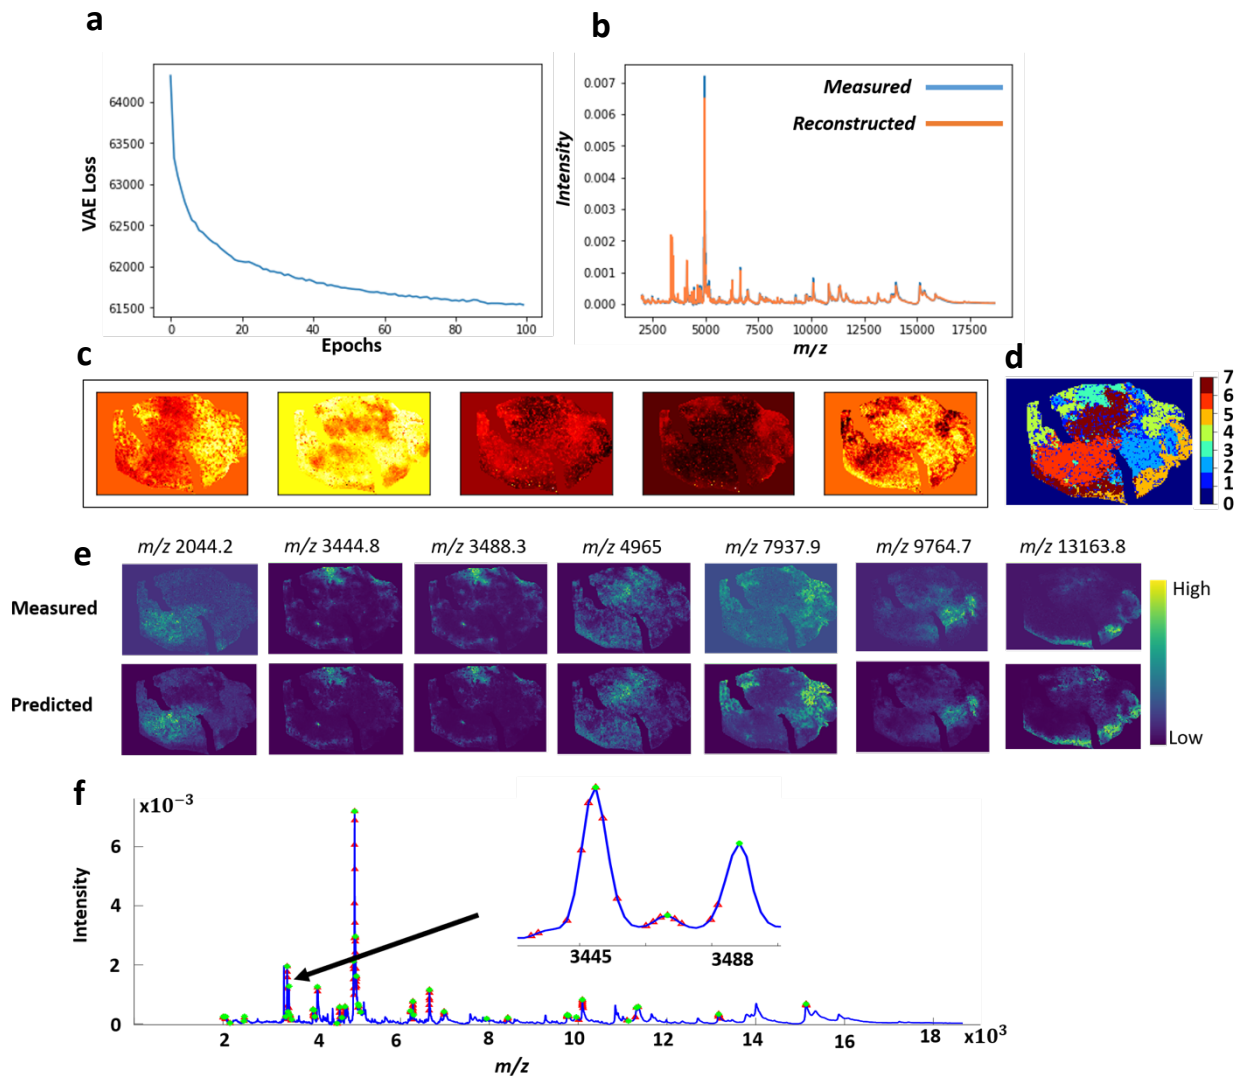 a
b
64000
63500
63000
62500
62000
61500
VAE Loss
0 20 40 60 80 100
Epochs
0.007
0.006
0.005
0.004
0.003
0.002
0.001
0.000
Intensity
Measured
Reconstructed
2500 5000 7500 10000 12500 15000 17500
m/z
c
d
7
6
5
4
3
2
1
0
e
m/z 2044.2 m/z 3444.8 m/z 3488.3 m/z 4965 m/z 7937.9 m/z 9764.7 m/z 13163.8
Measured
Predicted
High
Low
f
x10⁻³
6
4
2
0
Intensity
3445 3488
2 4 6 8 10 12 14 16 18 x10³
m/z